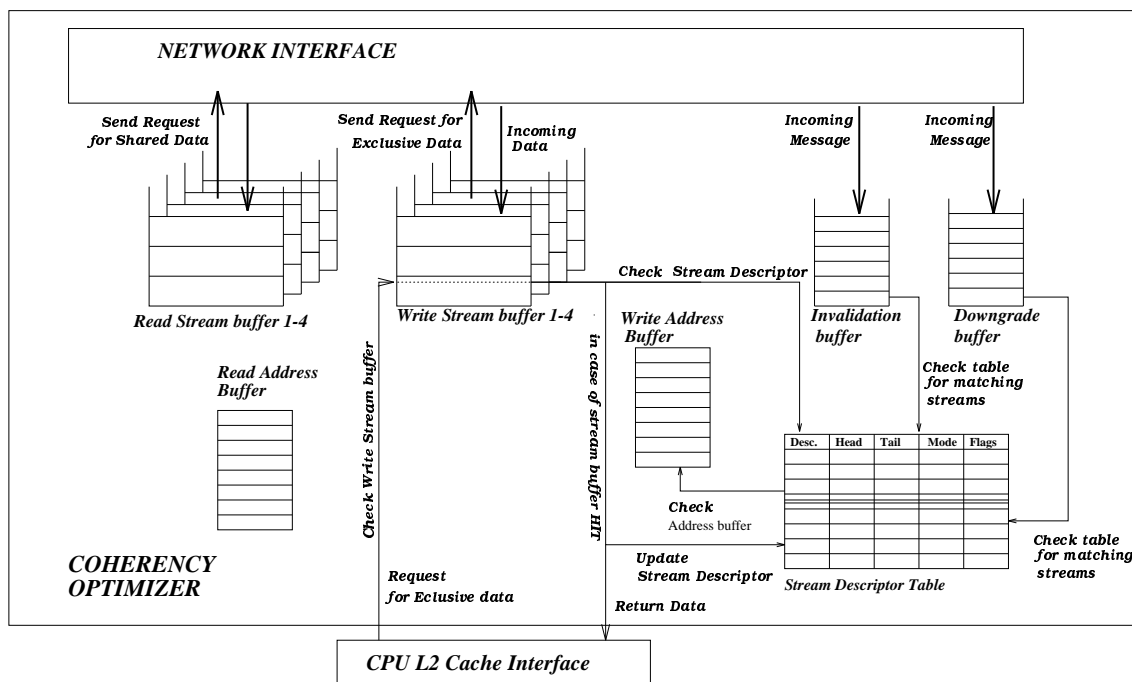 NETWORK INTERFACE
Send Request
for Shared Data
Send Request for
Exclusive Data
Incoming
Data
Incoming
Message
Incoming
Message
Read Stream buffer 1-4
Write Stream buffer 1-4
Check Stream Descriptor
Invalidation
buffer
Downgrade
buffer
Write Address
Buffer
Read Address
Buffer
Check Write Stream buffer
in case of stream buffer HIT
Check table
for matching
streams
Desc. Head Tail Mode Flags
Check
Address buffer
Check table
for matching
streams
Update
Stream Descriptor
Stream Descriptor Table
COHERENCY
OPTIMIZER
Request
for Eclusive data
Return Data
CPU L2 Cache Interface